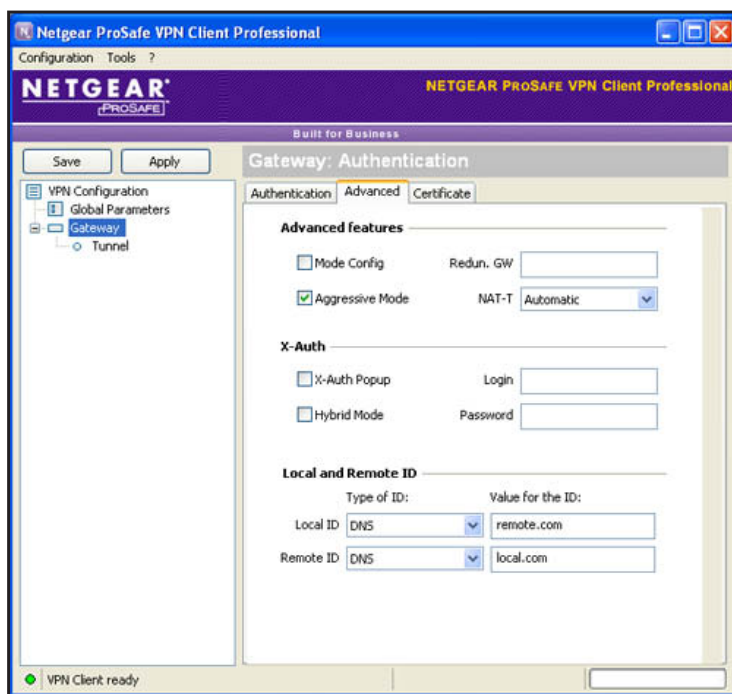 Netgear ProSafe VPN Client Professional
Configuration Tools ?
NETGEAR®
PROSAFE
NETGEAR PROSAFE VPN Client Professional
Built for Business
Save Apply
Gateway: Authentication
VPN Configuration
Global Parameters
Gateway
Tunnel
Authentication Advanced Certificate
Advanced features
Mode Config Redun. GW
Aggressive Mode NAT-T Automatic
X-Auth
X-Auth Popup Login
Hybrid Mode Password
Local and Remote ID
Type of ID: Value for the ID:
Local ID DNS remote.com
Remote ID DNS local.com
VPN Client ready